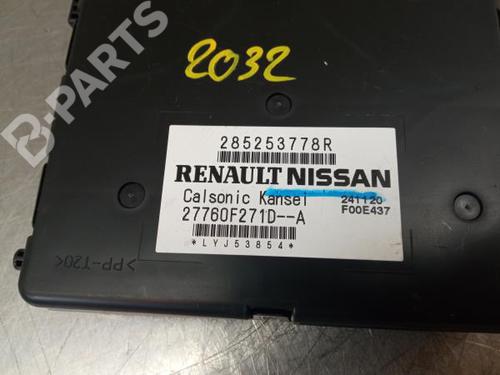 B-PARTS
2032
285253778R
RENAULT NISSAN
Calsonic Kansei 241120
27760F271D--A F00E437
*LYJ53854*
>PP-T20<